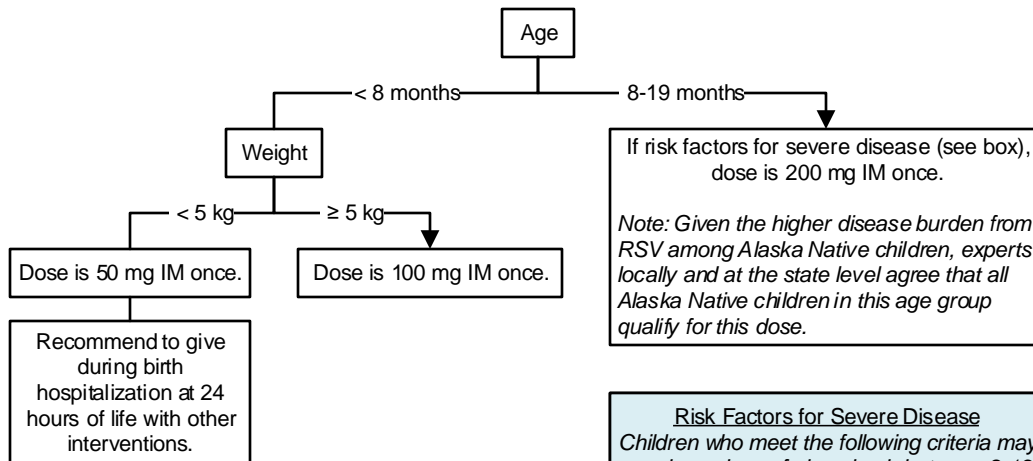 Age
< 8 months
8-19 months
Weight
If risk factors for severe disease (see box),
dose is 200 mg IM once.
Note: Given the higher disease burden from
RSV among Alaska Native children, experts
locally and at the state level agree that all
Alaska Native children in this age group
qualify for this dose.
< 5 kg
≥ 5 kg
Dose is 50 mg IM once.
Dose is 100 mg IM once.
Recommend to give
during birth
hospitalization at 24
hours of life with other
interventions.
Risk Factors for Severe Disease
Children who meet the following criteria may